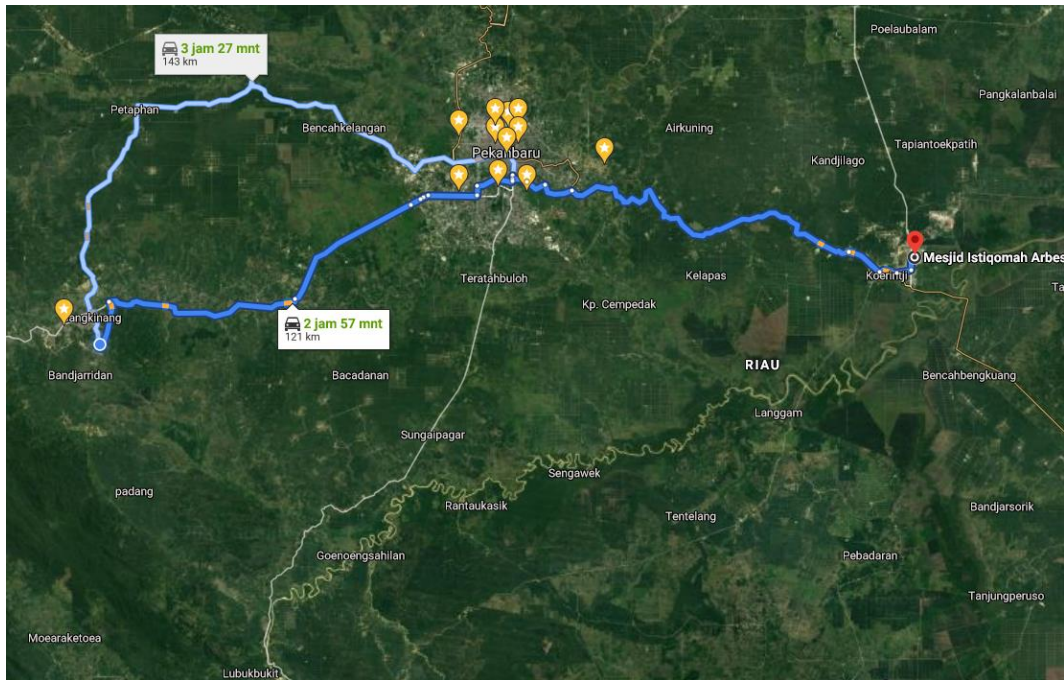 Poelaubalam
3 jam 27 mnt
143 km
Pangkalanbalai
Petaphan
Bencahkelangan
Airkuning
Tapiantoekpatih
Pekanbaru
Kandjilago
Mesjid Istiqomah Arbes
Teratahbuloh
Kelapas
Koerintji
Ta
Kp. Cempedak
angkinang
2 jam 57 mnt
121 km
Bandjarridan
Bacadanan
RIAU
Bencahbengkuang
Langgam
Sungaipagar
Sengawek
padang
Rantaukasik
Tentelang
Bandjarsorik
Goenoengsahilan
Pebadaran
Tanjungperuso
Moearaketoea
Lubukbukit